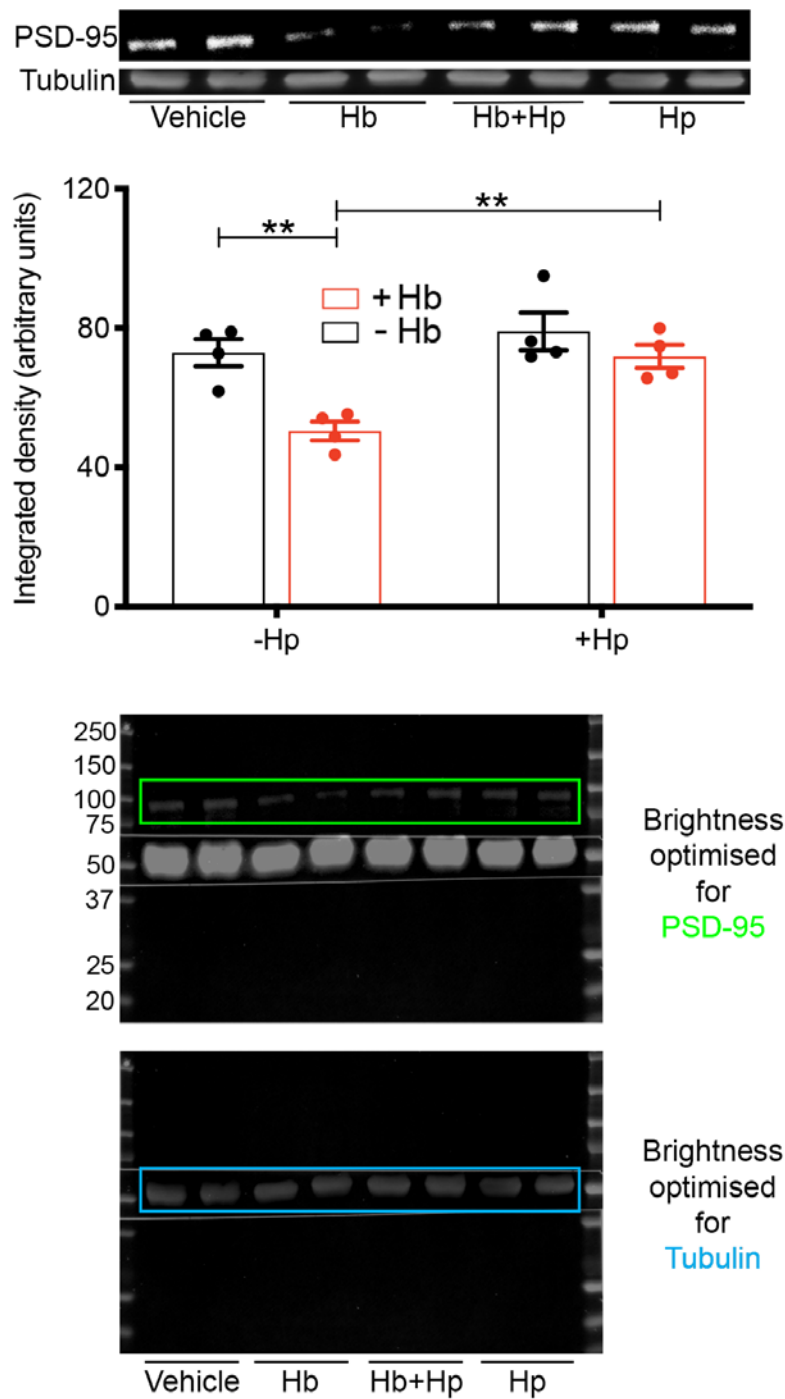 PSD-95
Tubulin
Vehicle Hb Hb+Hp Hp
Integrated density (arbitrary units)
120
80
40
0
**
**
+ Hb
- Hb
-Hp +Hp
250
150
100
75
50
37
25
20
Brightness
optimised
for
PSD-95
Brightness
optimised
for
Tubulin
Vehicle Hb Hb+Hp Hp